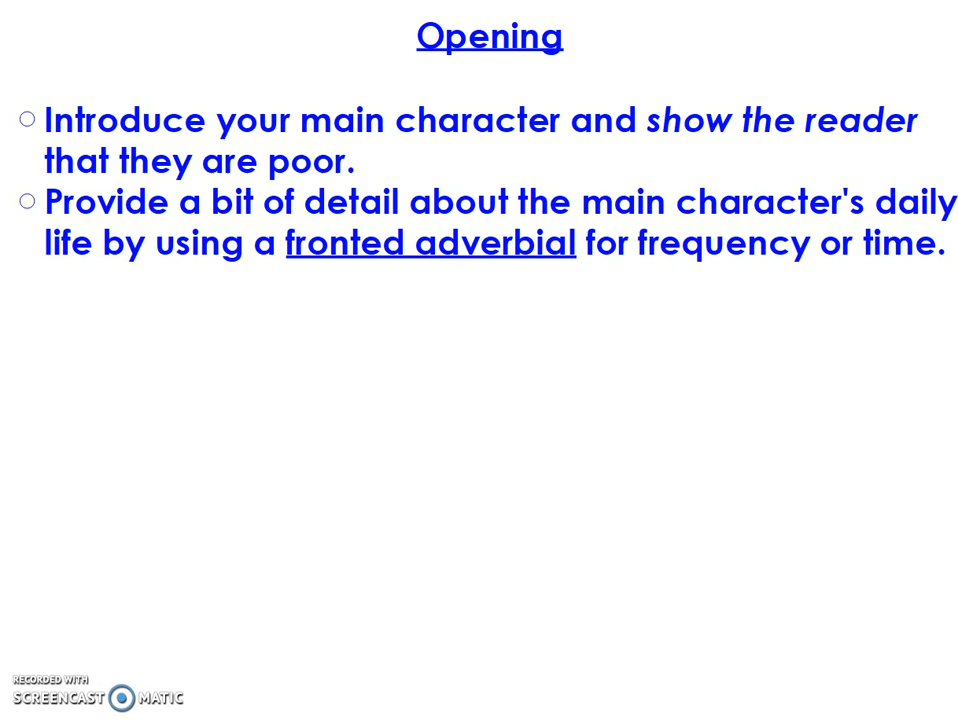 Opening
Introduce your main character and show the reader
that they are poor.
Provide a bit of detail about the main character's daily
life by using a fronted adverbial for frequency or time.
RECORDED WITH
SCREENCAST MATIC